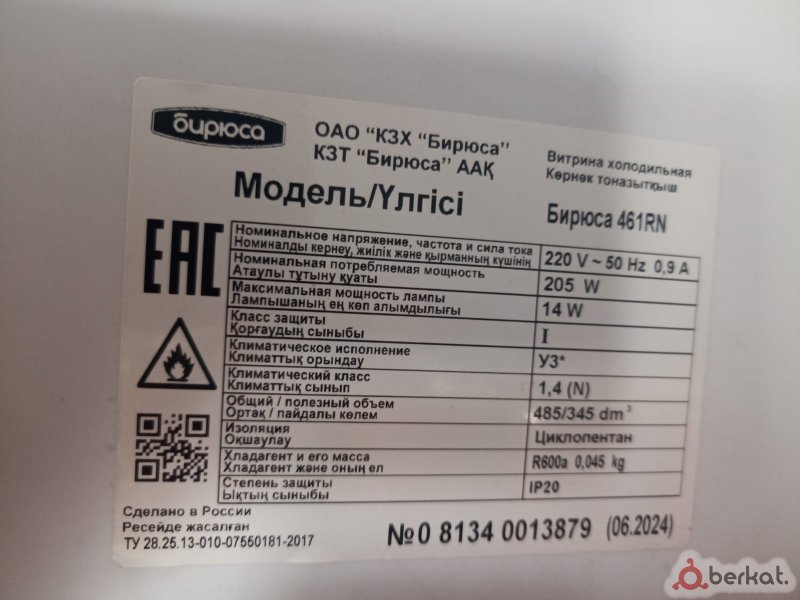 бирюса
ОАО "КЗХ "Бирюса"
КЗТ "Бирюса" ААҚ
Витрина холодильная
Көрнек тоназытқыш
Модель/Үлгісі
Бирюса 461RN
EAC
Номинальное напряжение, частота и сила тока
Номиналды кернеу, жиілік және қырманның күшінің
220 V ~ 50 Hz 0,9 A
Номинальная потребляемая мощность
Атаулы тұтыну қуаты
205 W
Максимальная мощность лампы
Лампышаның ең көп алымдылығы
14 W
Класс защиты
Қорғаудың сыныбы
I
Климатическое исполнение
Климаттық орындау
У3*
Климатический класс
Климаттық сынып
1,4 (N)
Общий / полезный объем
Ортақ / пайдалы көлем
485/345 dm³
Изоляция
Оқшаулау
Циклопентан
Хладагент и его масса
Хладагент және оның ел
R600a 0,045 kg
Степень защиты
Ықтың сыныбы
IP20
Сделано в России
Ресейде жасалған
ТУ 28.25.13-010-07550181-2017
№0 8134 0013879 (06.2024)
berkat.